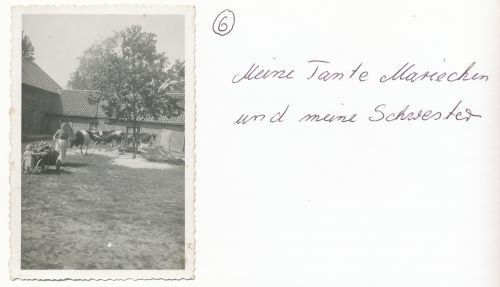 6
Meine Tante Mariechen
und meine Schwester